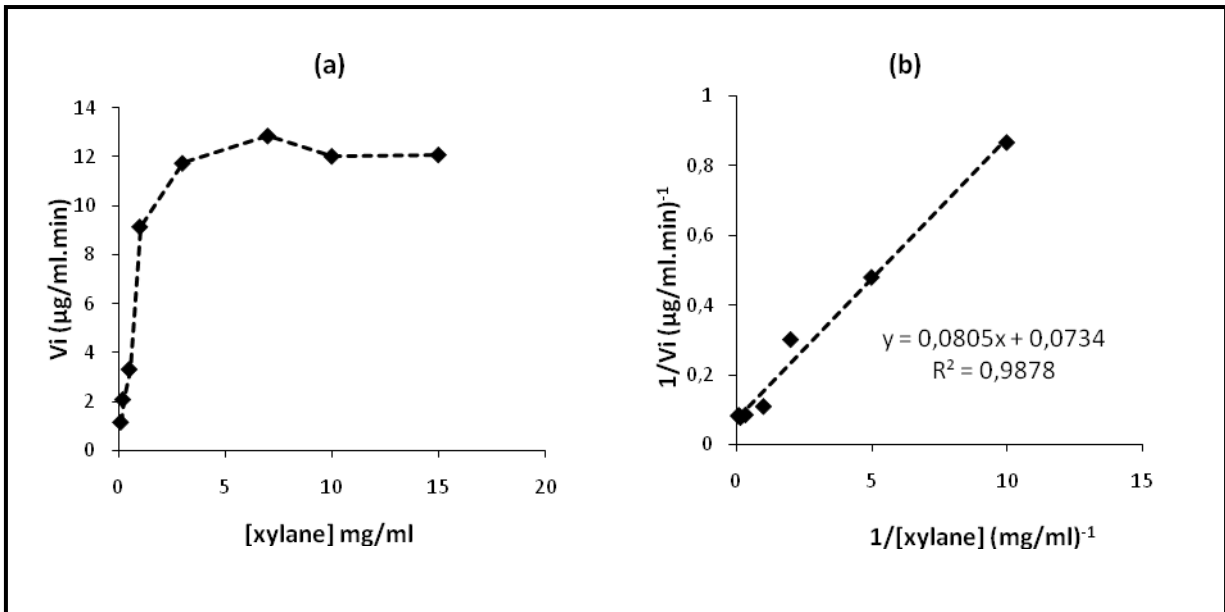 (a)
14
12
10
8
6
4
2
0
Vi (µg/ml.min)
0 5 10 15 20
[xylane] mg/ml
(b)
1
0,8
0,6
0,4
0,2
0
1/Vi (µg/ml.min)⁻¹
y = 0,0805x + 0,0734
R² = 0,9878
0 5 10 15
1/[xylane] (mg/ml)⁻¹